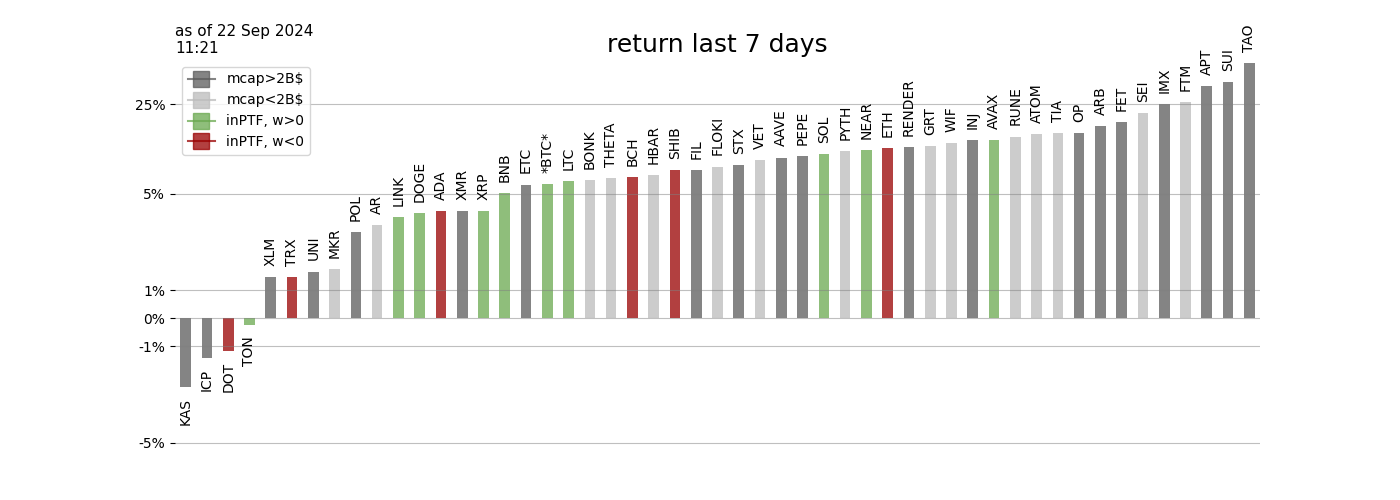 as of 22 Sep 2024
11:21
return last 7 days
mcap>2B$
mcap<2B$
inPTF, w>0
inPTF, w<0
25%
5%
1%
0%
-1%
-5%
KAS
ICP
DOT
TON
XLM
TRX
UNI
MKR
POL
AR
LINK
DOGE
ADA
XMR
XRP
BNB
ETC
*BTC*
LTC
BONK
THETA
BCH
HBAR
SHIB
FIL
FLOKI
STX
VET
AAVE
PEPE
SOL
PYTH
NEAR
ETH
RENDER
GRT
WIF
INJ
AVAX
RUNE
ATOM
TIA
OP
ARB
FET
SEI
IMX
FTM
APT
SUI
TAO